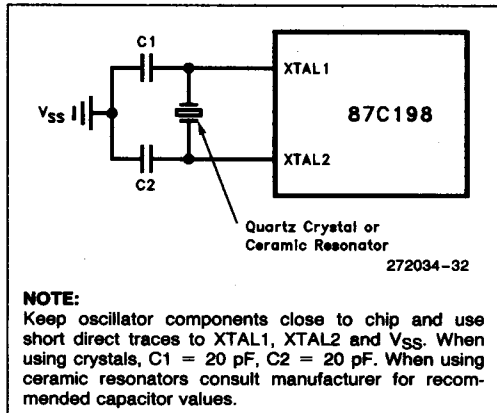 C1
XTAL1
VSS
87C198
XTAL2
C2
Quartz Crystal or
Ceramic Resonator
272034-32
NOTE:
Keep oscillator components close to chip and use
short direct traces to XTAL1, XTAL2 and VSS. When
using crystals, C1 = 20 pF, C2 = 20 pF. When using
ceramic resonators consult manufacturer for recom-
mended capacitor values.